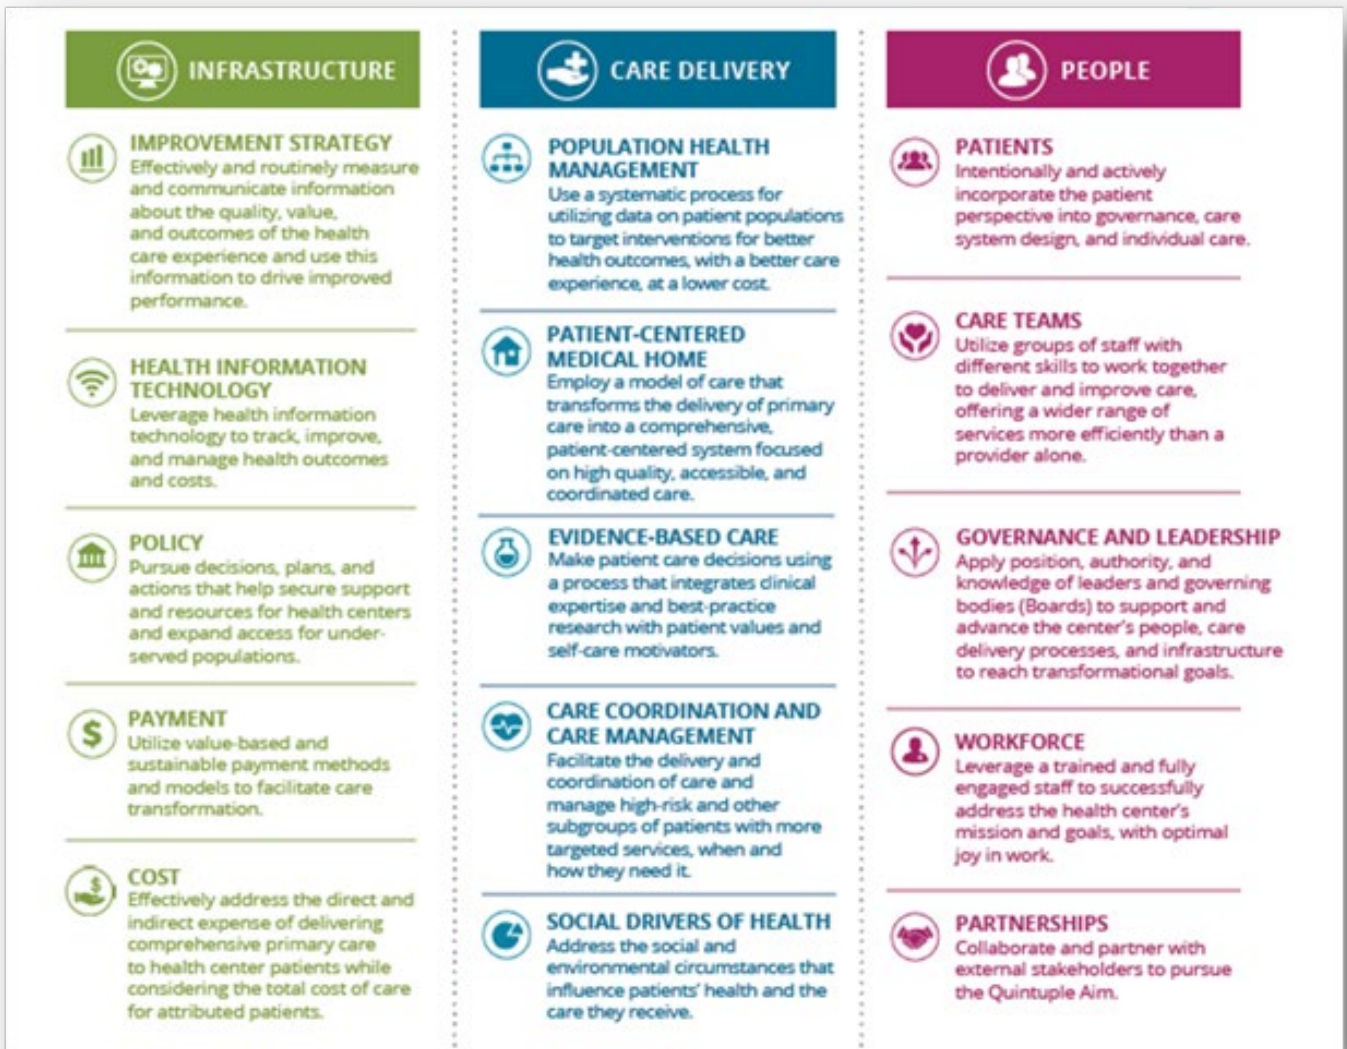 INFRASTRUCTURE
IMPROVEMENT STRATEGY
Effectively and routinely measure
and communicate information
about the quality, value,
and outcomes of the health
care experience and use this
information to drive improved
performance.
HEALTH INFORMATION
TECHNOLOGY
Leverage health information
technology to track, improve,
and manage health outcomes
and costs.
POLICY
Pursue decisions, plans, and
actions that help secure support
and resources for health centers
and expand access for under-
served populations.
PAYMENT
Utilize value-based and
sustainable payment methods
and models to facilitate care
transformation.
COST
Effectively address the direct and
indirect expense of delivering
comprehensive primary care
to health center patients while
considering the total cost of care
for attributed patients.
CARE DELIVERY
POPULATION HEALTH
MANAGEMENT
Use a systematic process for
utilizing data on patient populations
to target interventions for better
health outcomes, with a better care
experience, at a lower cost.
PATIENT-CENTERED
MEDICAL HOME
Employ a model of care that
transforms the delivery of primary
care into a comprehensive,
patient-centered system focused
on high quality, accessible, and
coordinated care.
EVIDENCE-BASED CARE
Make patient care decisions using
a process that integrates clinical
expertise and best-practice
research with patient values and
self-care motivators.
CARE COORDINATION AND
CARE MANAGEMENT
Facilitate the delivery and
coordination of care and
manage high-risk and other
subgroups of patients with more
targeted services, when and
how they need it.
SOCIAL DRIVERS OF HEALTH
Address the social and
environmental circumstances that
influence patients' health and the
care they receive.
PEOPLE
PATIENTS
Intentionally and actively
incorporate the patient
perspective into governance, care
system design, and individual care.
CARE TEAMS
Utilize groups of staff with
different skills to work together
to deliver and improve care,
offering a wider range of
services more efficiently than a
provider alone.
GOVERNANCE AND LEADERSHIP
Apply position, authority, and
knowledge of leaders and governing
bodies (Boards) to support and
advance the center's people, care
delivery processes, and infrastructure
to reach transformational goals.
WORKFORCE
Leverage a trained and fully
engaged staff to successfully
address the health center's
mission and goals, with optimal
joy in work.
PARTNERSHIPS
Collaborate and partner with
external stakeholders to pursue
the Quintuple Aim.